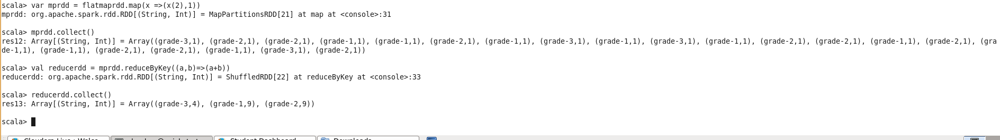 scala> var mprdd = flatmaprdd.map(x =>(x(2),1))
mprdd: org.apache.spark.rdd.RDD[(String, Int)] = MapPartitionsRDD[21] at map at <console>:31
scala> mprdd.collect()
res12: Array[(String, Int)] = Array((grade-3,1), (grade-2,1), (grade-2,1), (grade-1,1), (grade-1,1), (grade-2,1), (grade-1,1), (grade-3,1), (grade-1,1), (grade-3,1), (grade-1,1), (grade-2,1), (grade-2,1), (grade-1,1), (grade-2,1), (gra
de-1,1), (grade-1,1), (grade-2,1), (grade-2,1), (grade-1,1), (grade-3,1), (grade-2,1))
scala> val reducerdd = mprdd.reduceByKey((a,b)=>(a+b))
reducerdd: org.apache.spark.rdd.RDD[(String, Int)] = ShuffledRDD[22] at reduceByKey at <console>:33
scala> reducerdd.collect()
res13: Array[(String, Int)] = Array((grade-3,4), (grade-1,9), (grade-2,9))
scala>
Student Dashboard
Downloads